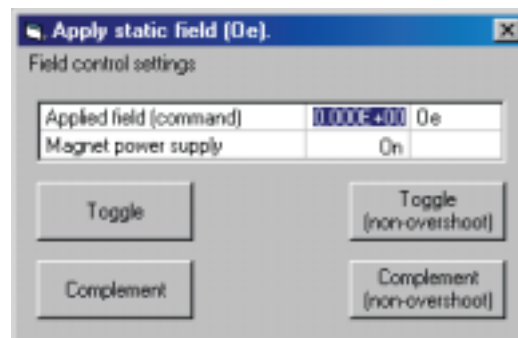 Apply static field (Oe).
Field control settings
Applied field (command) 0.000E+00 Oe
Magnet power supply On
Toggle
Toggle
(non-overshoot)
Complement
Complement
(non-overshoot)